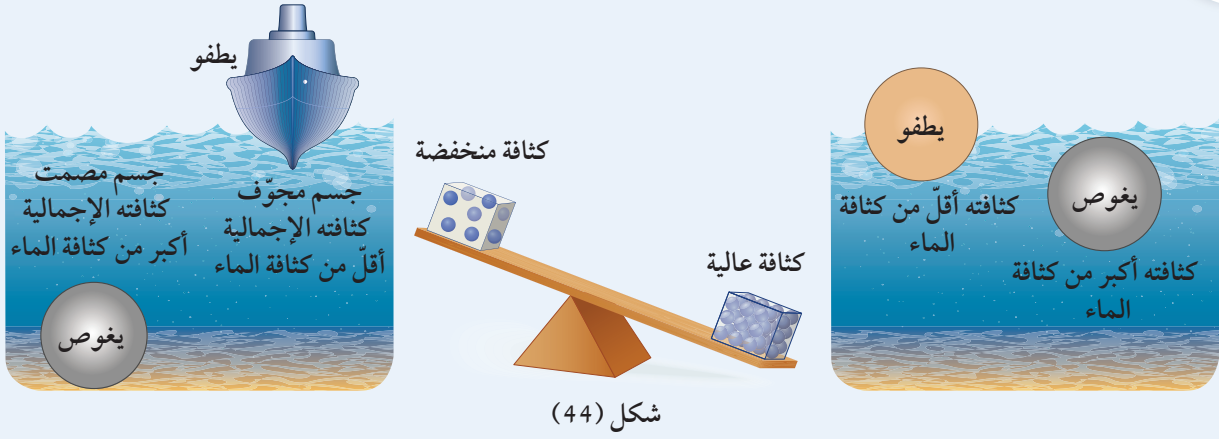 يطفو
كثافته أقلّ من كثافة
الماء
يغوص
كثافته أكبر من كثافة
الماء
كثافة منخفضة
كثافة عالية
يطفو
جسم مجوّف
كثافته الإجمالية
أقلّ من كثافة الماء
جسم مصمت
كثافته الإجمالية
أكبر من كثافة الماء
يغوص
شكل (44)